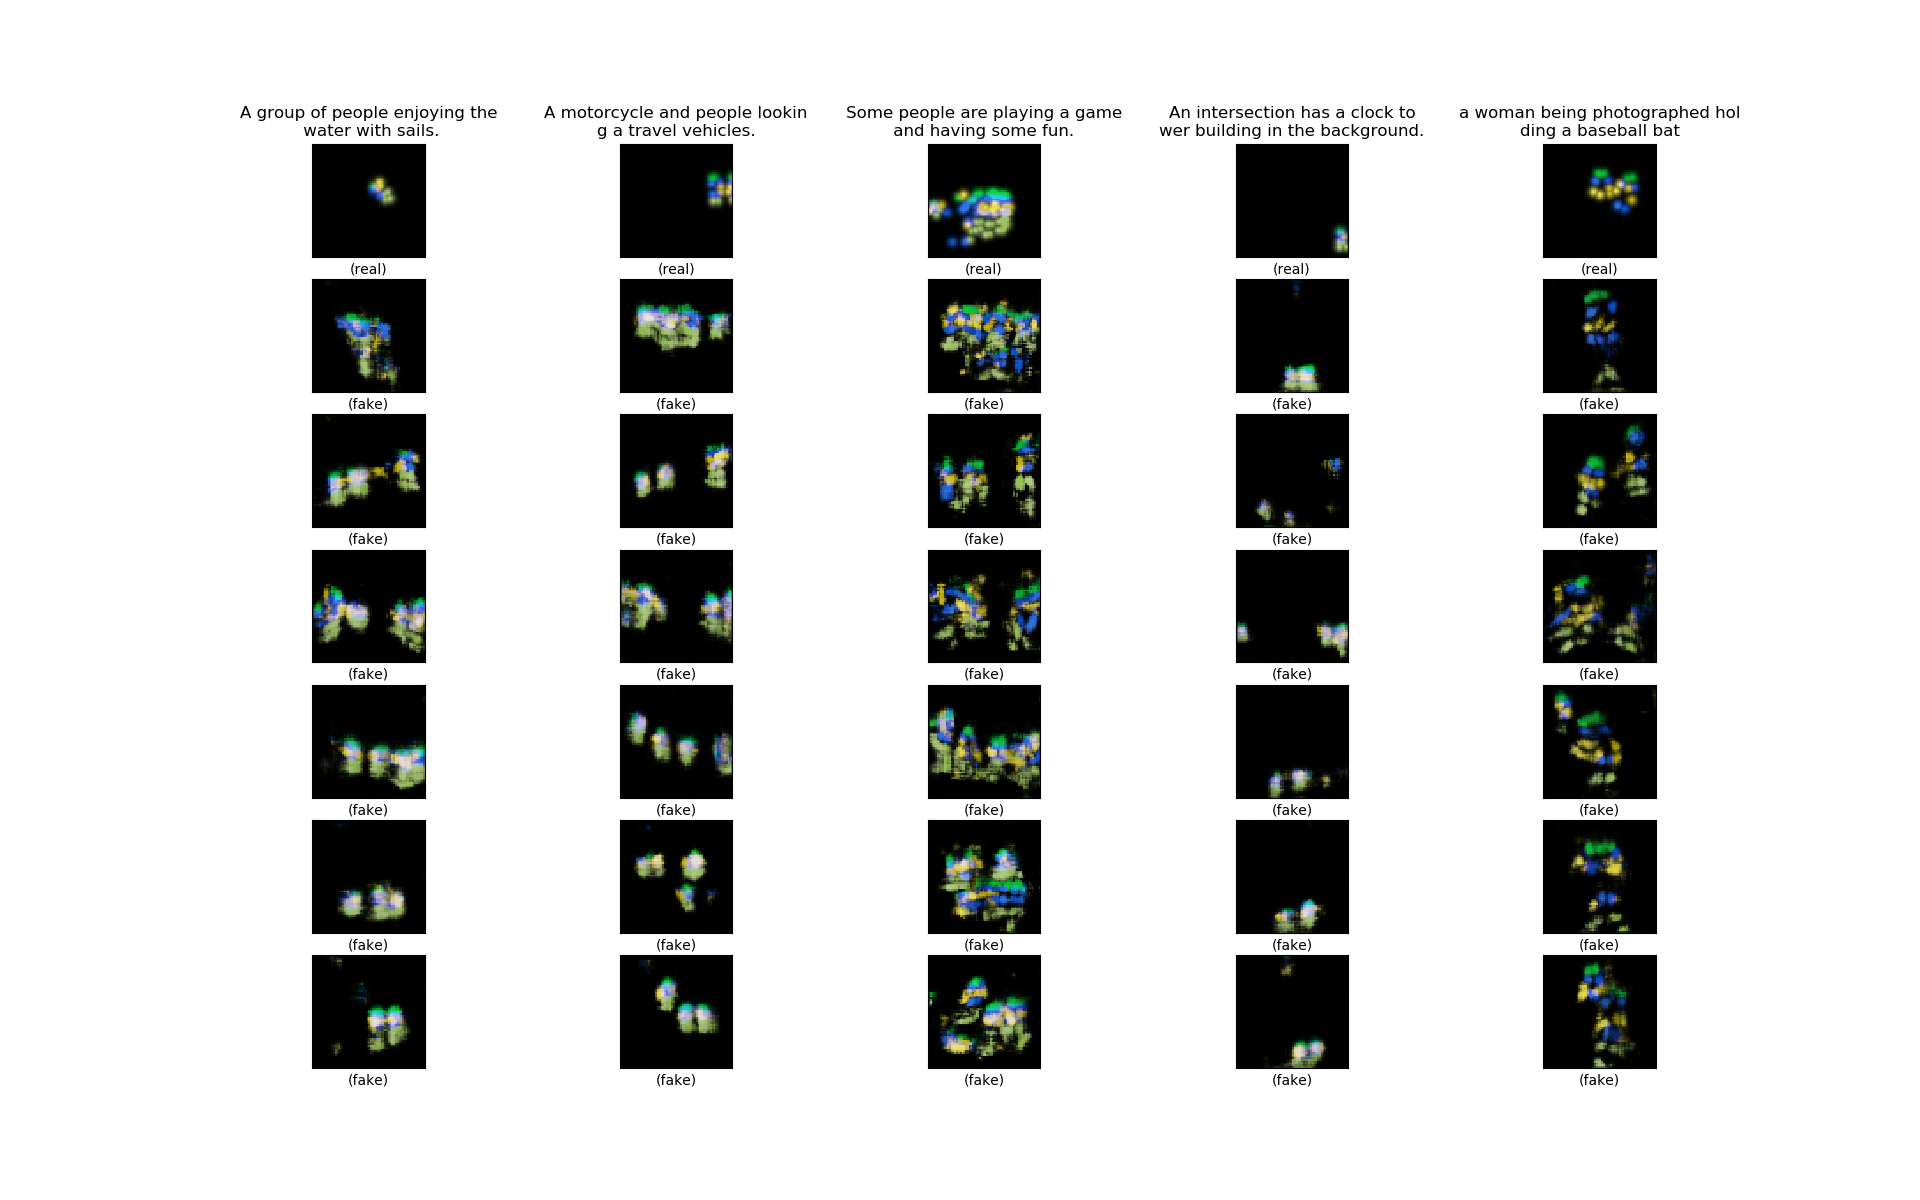 A group of people enjoying the
water with sails.
A motorcycle and people lookin
g a travel vehicles.
Some people are playing a game
and having some fun.
An intersection has a clock to
wer building in the background.
a woman being photographed hol
ding a baseball bat
(real) (real) (real) (real) (real)
(fake) (fake) (fake) (fake) (fake)
(fake) (fake) (fake) (fake) (fake)
(fake) (fake) (fake) (fake) (fake)
(fake) (fake) (fake) (fake) (fake)
(fake) (fake) (fake) (fake) (fake)
(fake) (fake) (fake) (fake) (fake)